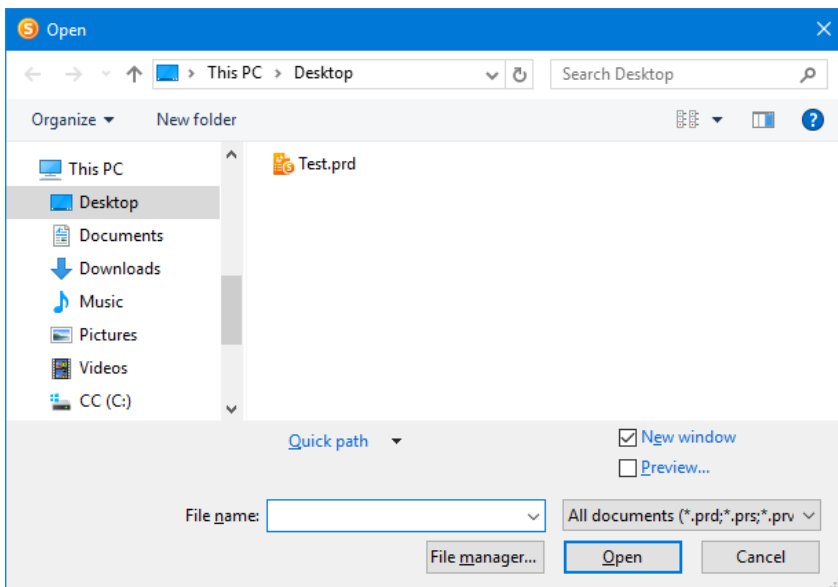 Open
This PC > Desktop
Search Desktop
Organize
New folder
This PC
Desktop
Documents
Downloads
Music
Pictures
Videos
CC (C:)
Test.prd
Quick path
New window
Preview...
File name:
All documents (*.prd;*.prs;*.prv
File manager...
Open
Cancel